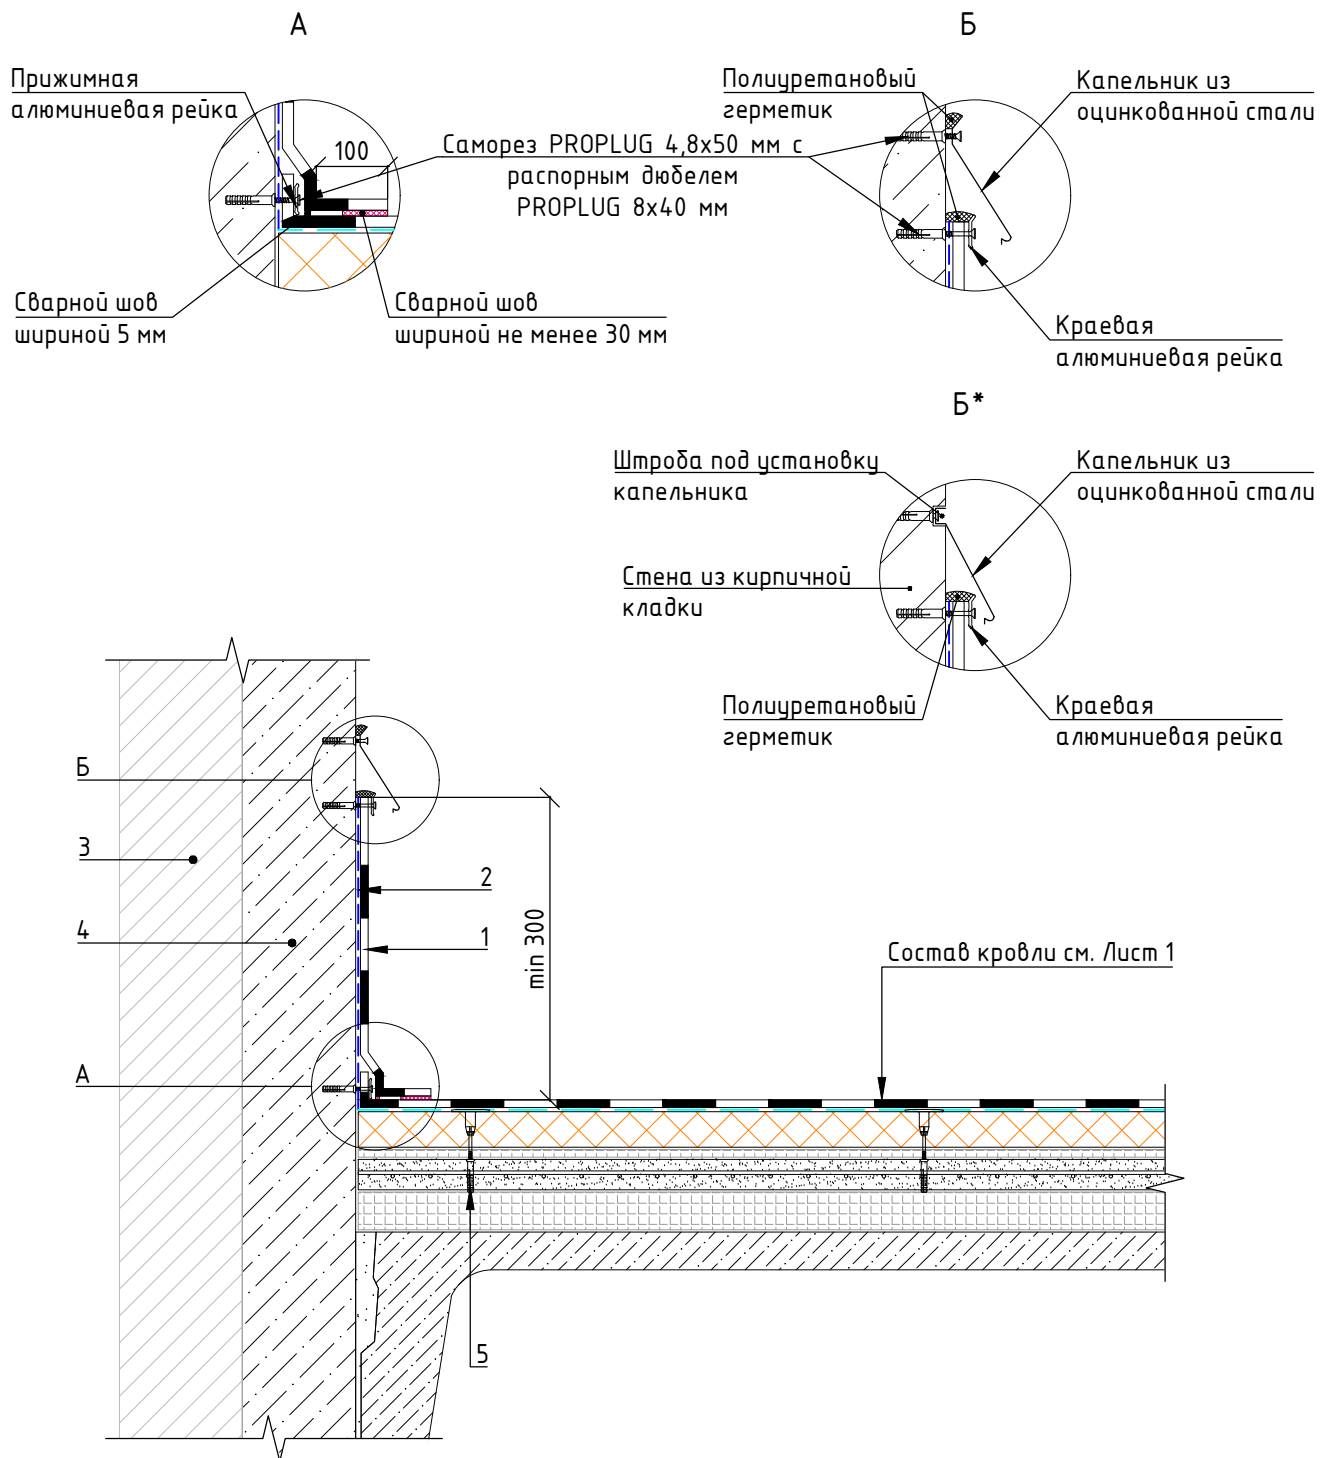 А
Б
Прижимная
алюминиевая рейка
100
Саморез PROPLUG 4,8х50 мм с
распорным дюбелем
PROPLUG 8х40 мм
Полиуретановый
герметик
Капельник из
оцинкованной стали
Сварной шов
шириной 5 мм
Сварной шов
шириной не менее 30 мм
Краевая
алюминиевая рейка
Б*
Штроба под установку
капельника
Капельник из
оцинкованной стали
Стена из кирпичной
кладки
Полиуретановый
герметик
Краевая
алюминиевая рейка
Б
3
2
4
1
min 300
Состав кровли см. Лист 1
А
5